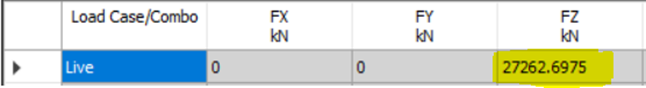 Load Case/Combo FX FY FZ
kN kN kN
Live 0 0 27262.6975